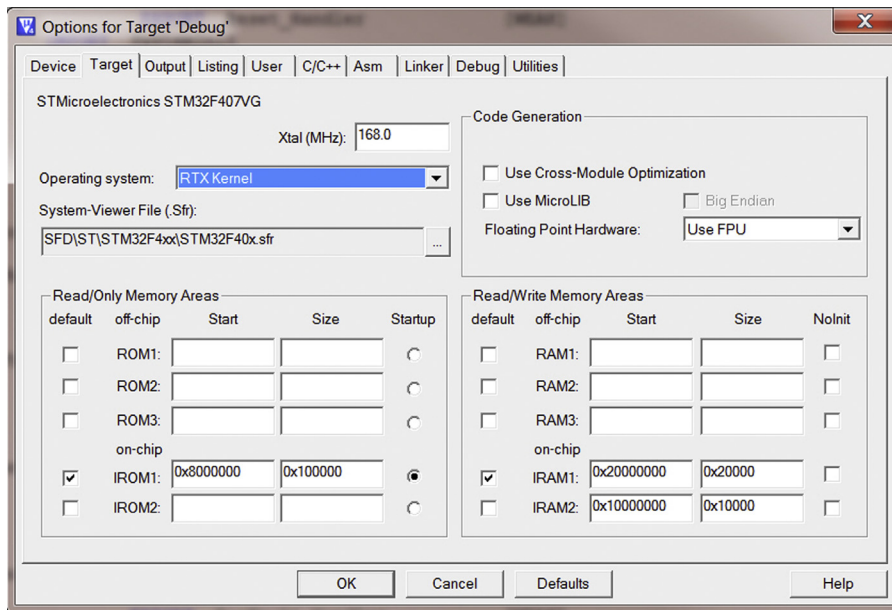 Options for Target 'Debug'
Device Target Output Listing User C/C++ Asm Linker Debug Utilities
STMicroelectronics STM32F407VG
Xtal (MHz): 168.0
Operating system: RTX Kernel
System-Viewer File (.Sfr):
SFD\ST\STM32F4xx\STM32F40x.sfr ...
Code Generation
Use Cross-Module Optimization
Use MicroLIB Big Endian
Floating Point Hardware: Use FPU
Read/Only Memory Areas
default off-chip Start Size Startup
ROM1:
ROM2:
ROM3:
on-chip
IROM1: 0x8000000 0x100000
IROM2:
Read/Write Memory Areas
default off-chip Start Size NoInit
RAM1:
RAM2:
RAM3:
on-chip
IRAM1: 0x20000000 0x20000
IRAM2: 0x10000000 0x10000
OK Cancel Defaults Help